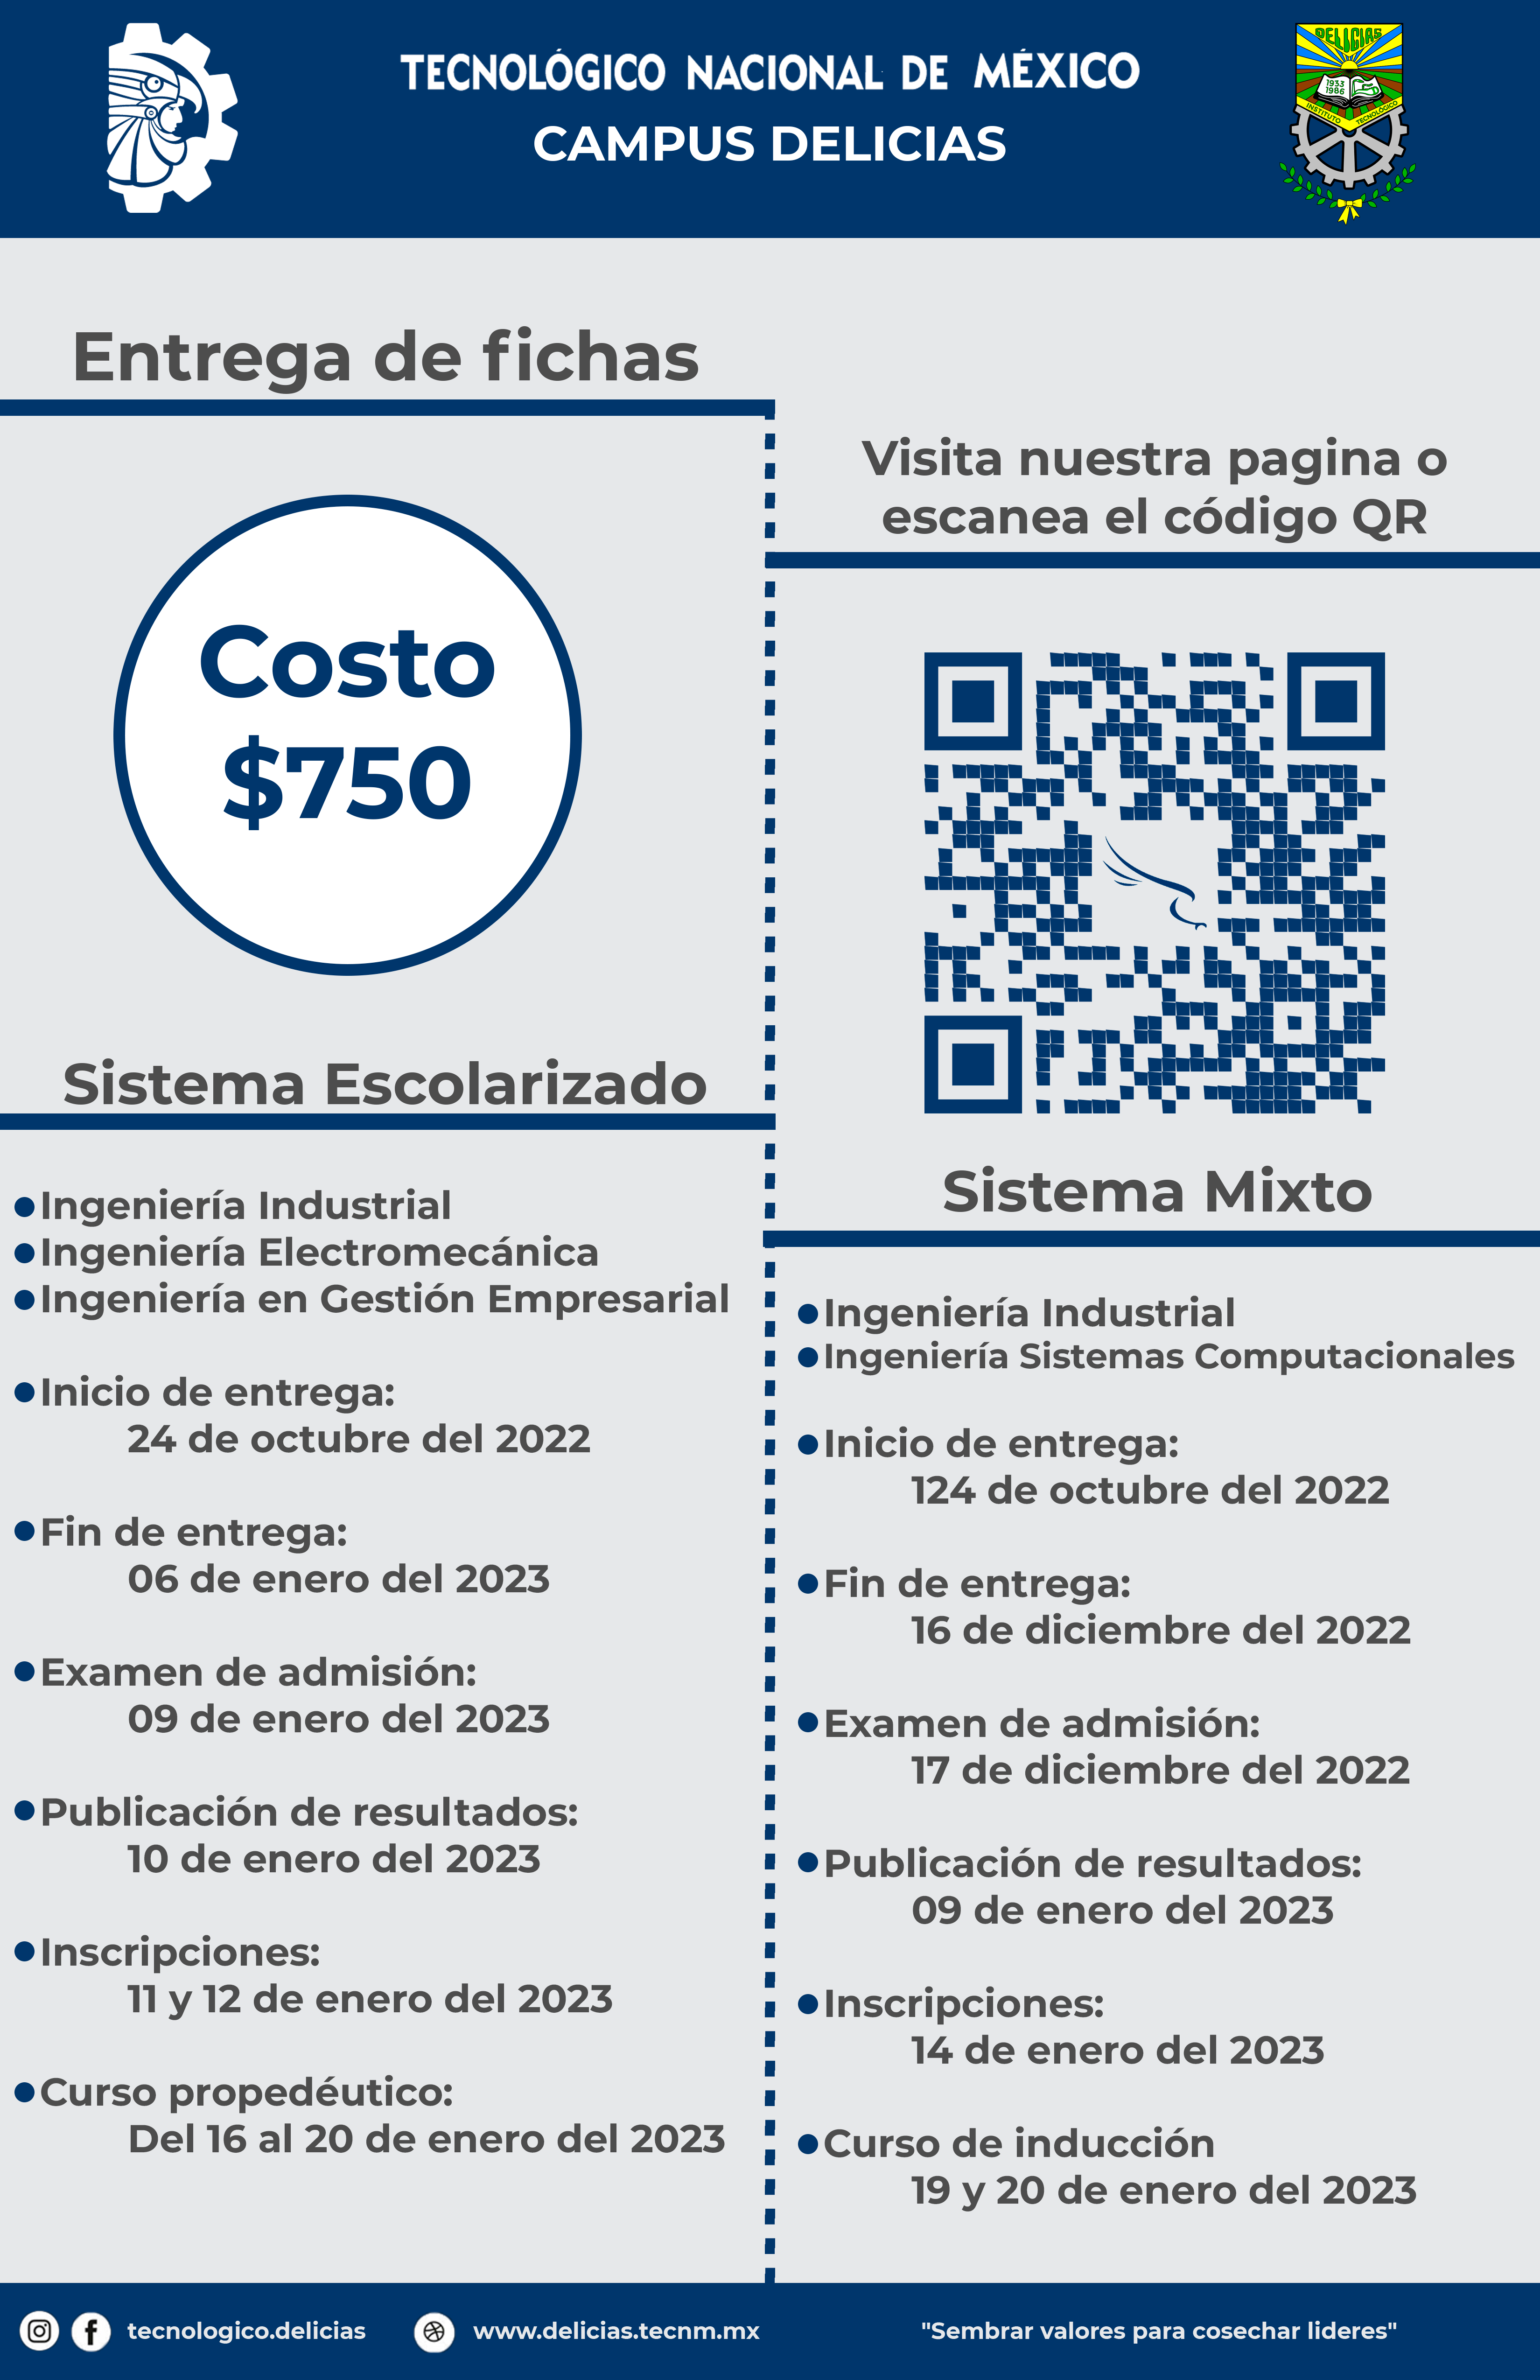 TECNOLÓGICO NACIONAL DE MÉXICO
CAMPUS DELICIAS
DELICIAS
1933
1986
INSTITUTO TECNOLÓGICO
Entrega de fichas
Costo
$750
Visita nuestra pagina o
escanea el código QR
Sistema Escolarizado
Ingeniería Industrial
Ingeniería Electromecánica
Ingeniería en Gestión Empresarial
Inicio de entrega:
24 de octubre del 2022
Fin de entrega:
06 de enero del 2023
Examen de admisión:
09 de enero del 2023
Publicación de resultados:
10 de enero del 2023
Inscripciones:
11 y 12 de enero del 2023
Curso propedéutico:
Del 16 al 20 de enero del 2023
Sistema Mixto
Ingeniería Industrial
Ingeniería Sistemas Computacionales
Inicio de entrega:
124 de octubre del 2022
Fin de entrega:
16 de diciembre del 2022
Examen de admisión:
17 de diciembre del 2022
Publicación de resultados:
09 de enero del 2023
Inscripciones:
14 de enero del 2023
Curso de inducción
19 y 20 de enero del 2023
tecnologico.delicias
www.delicias.tecnm.mx
"Sembrar valores para cosechar lideres"